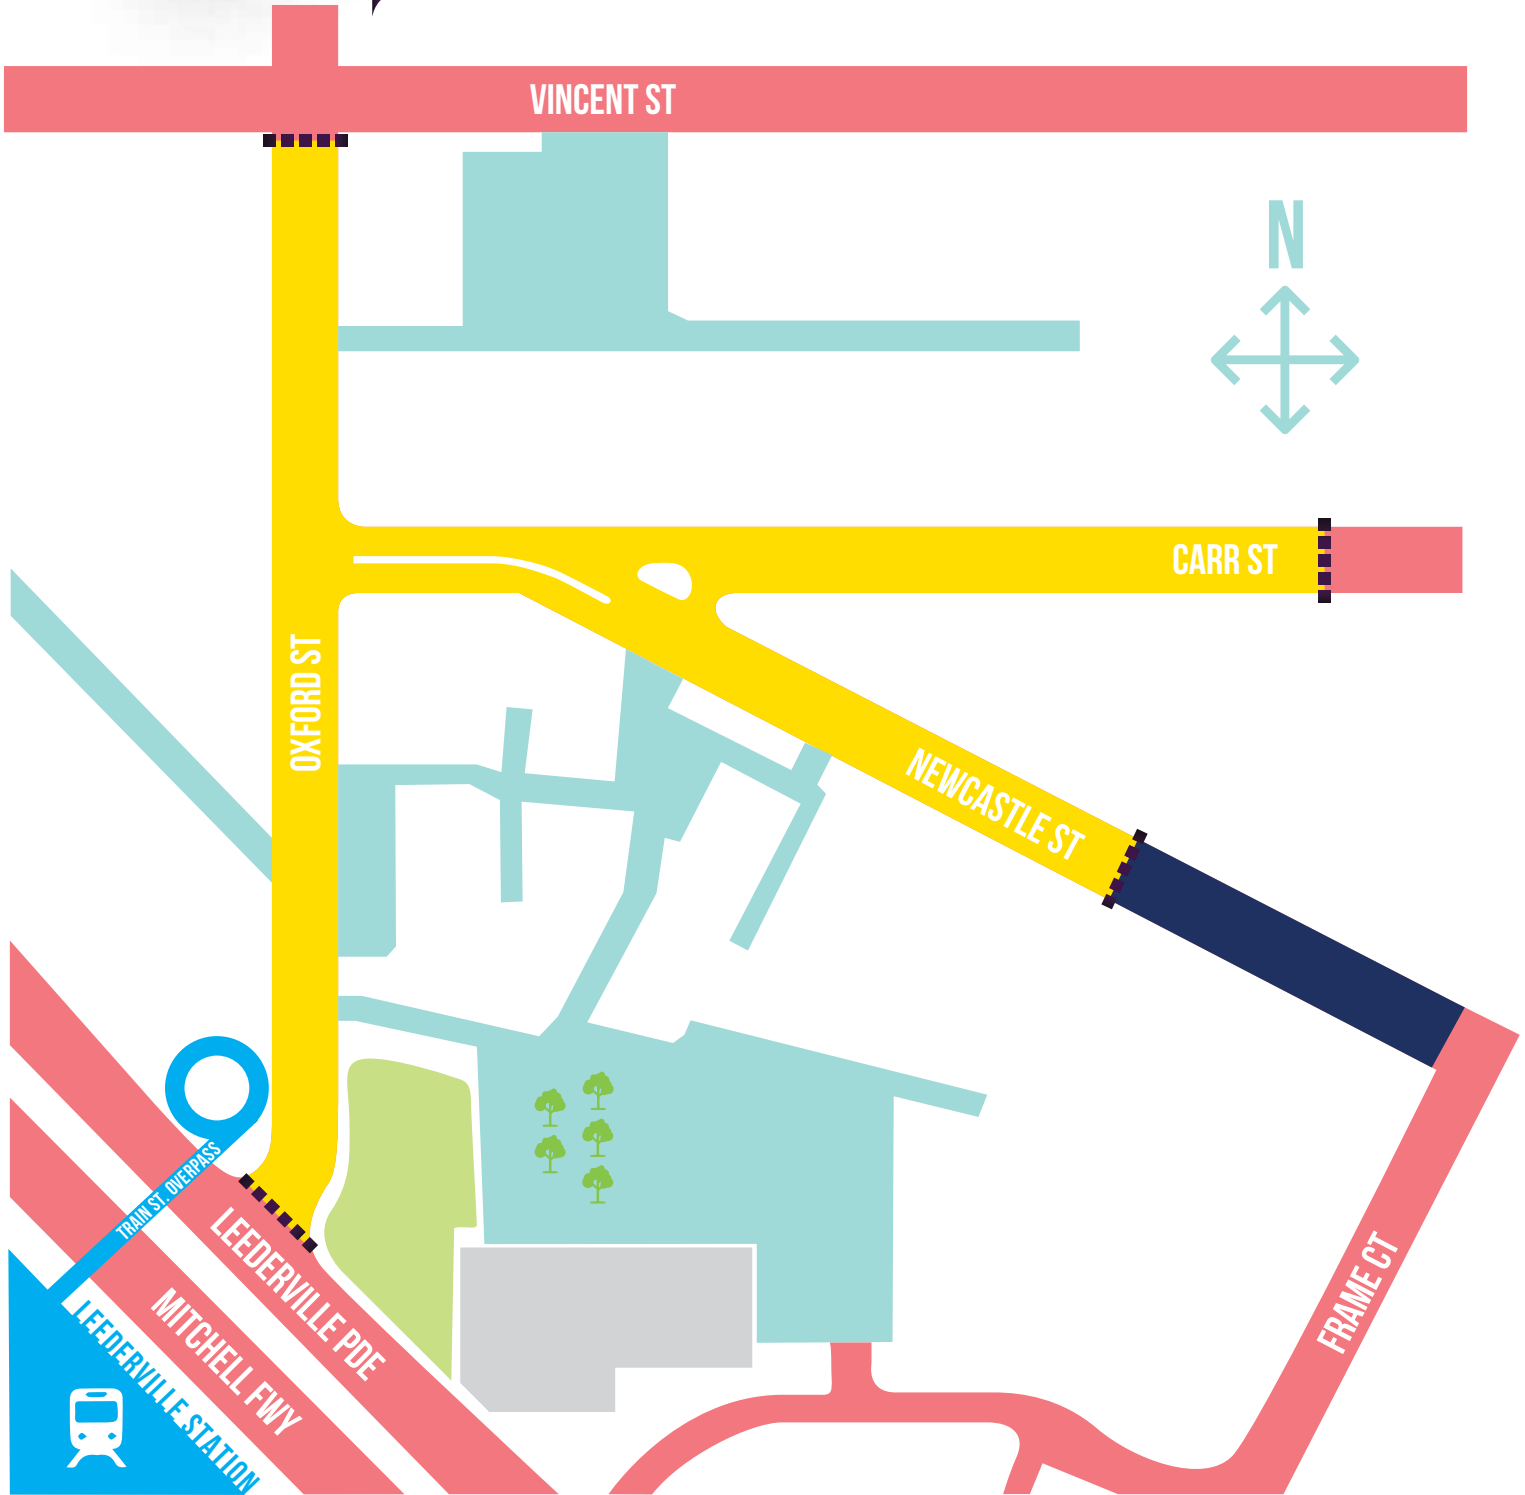 VINCENT ST
N
CARR ST
OXFORD ST
NEWCASTLE ST
TRAIN ST. OVERPASS
LEEDERVILLE PDE
FRAME CT
MITCHELL FWY
LEEDERVILLE STATION